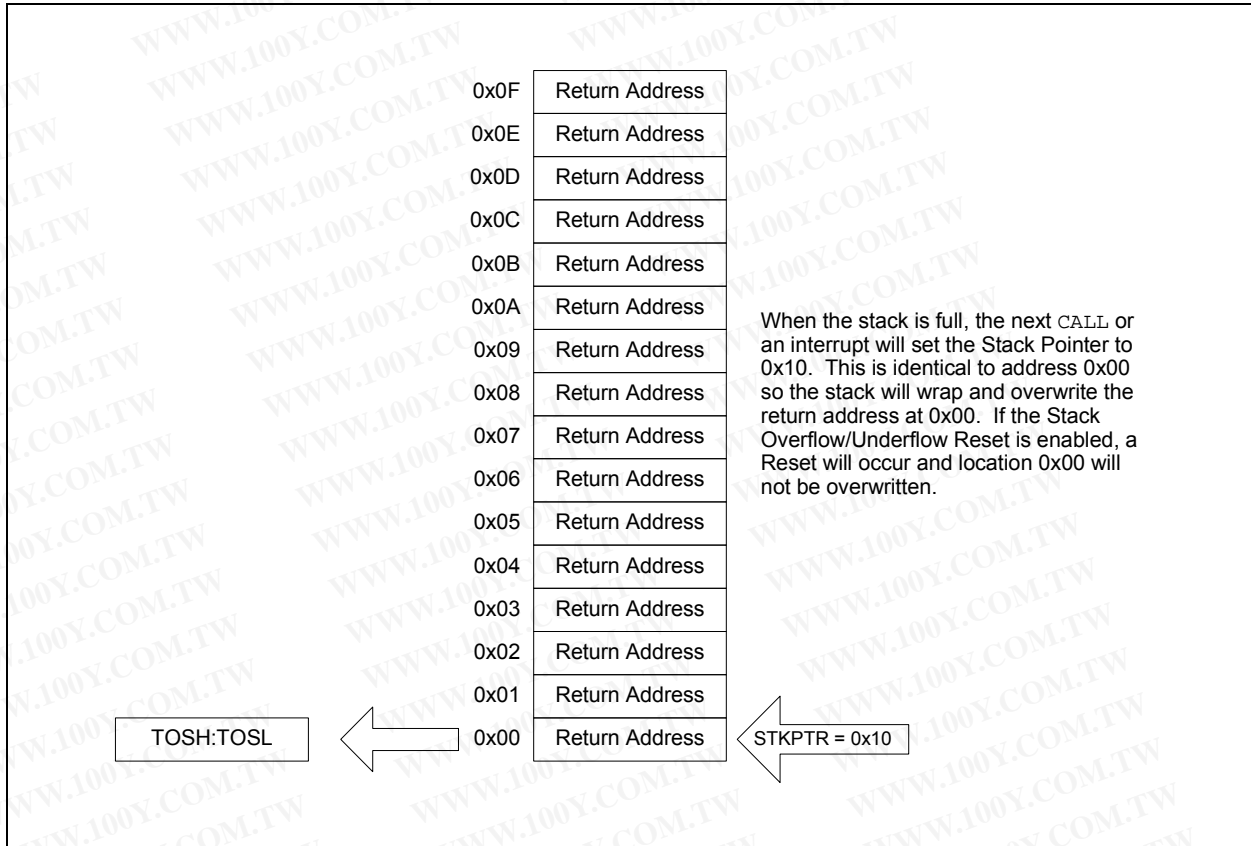 0x0F Return Address
0x0E Return Address
0x0D Return Address
0x0C Return Address
0x0B Return Address
0x0A Return Address
0x09 Return Address
0x08 Return Address
0x07 Return Address
0x06 Return Address
0x05 Return Address
0x04 Return Address
0x03 Return Address
0x02 Return Address
0x01 Return Address
TOSH:TOSL 0x00 Return Address STKPTR = 0x10
When the stack is full, the next CALL or
an interrupt will set the Stack Pointer to
0x10. This is identical to address 0x00
so the stack will wrap and overwrite the
return address at 0x00. If the Stack
Overflow/Underflow Reset is enabled, a
Reset will occur and location 0x00 will
not be overwritten.
WWW.100Y.COM.TW